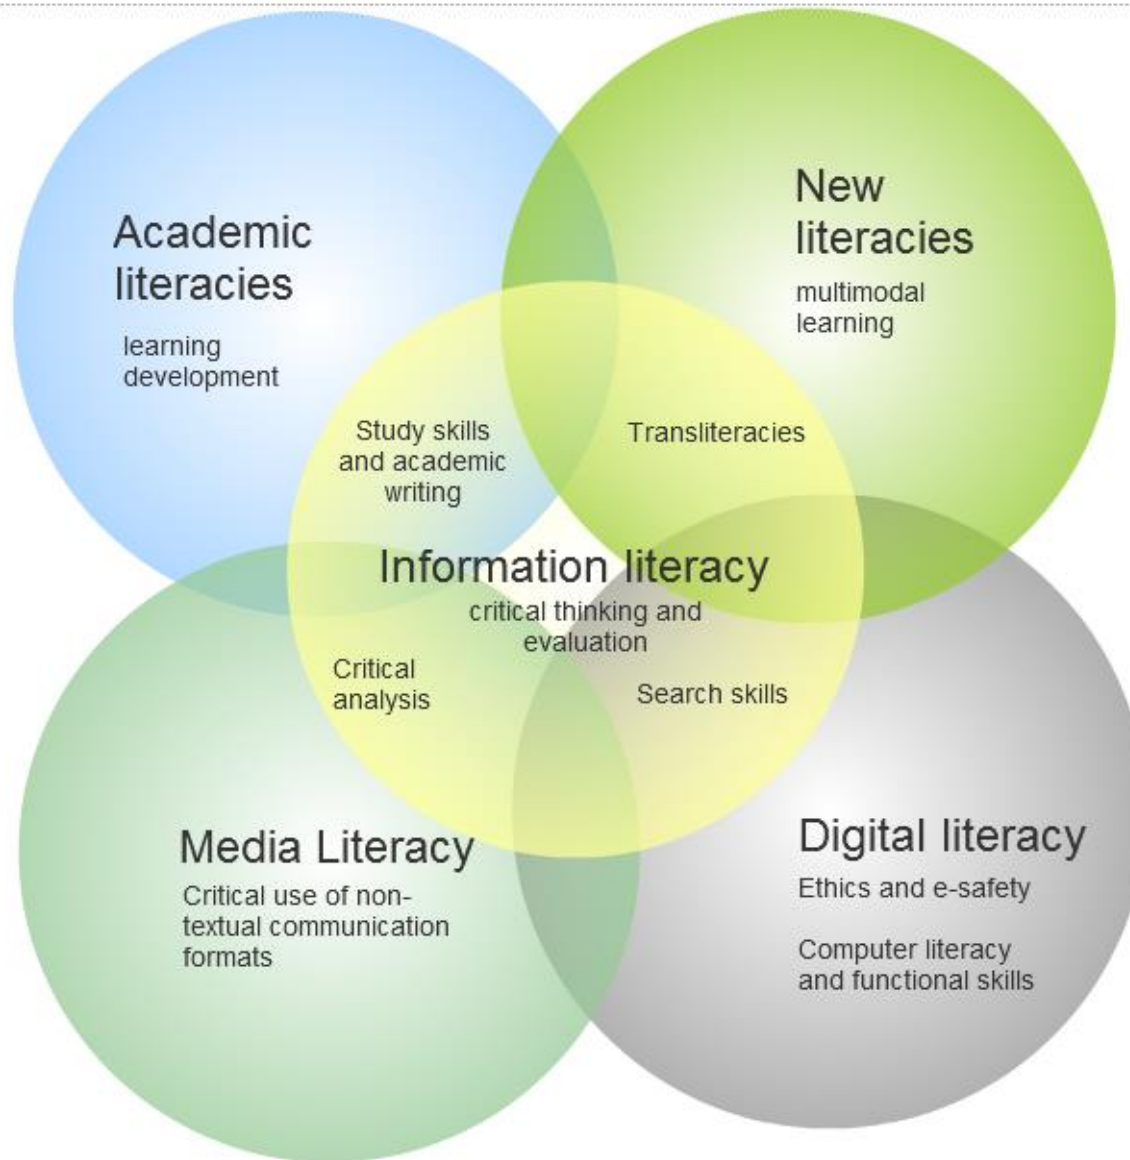 Academic
literacies
learning
development
New
literacies
multimodal
learning
Study skills
and academic
writing
Transliteracies
Information literacy
critical thinking and
evaluation
Critical
analysis
Search skills
Media Literacy
Critical use of non-
textual communication
formats
Digital literacy
Ethics and e-safety
Computer literacy
and functional skills